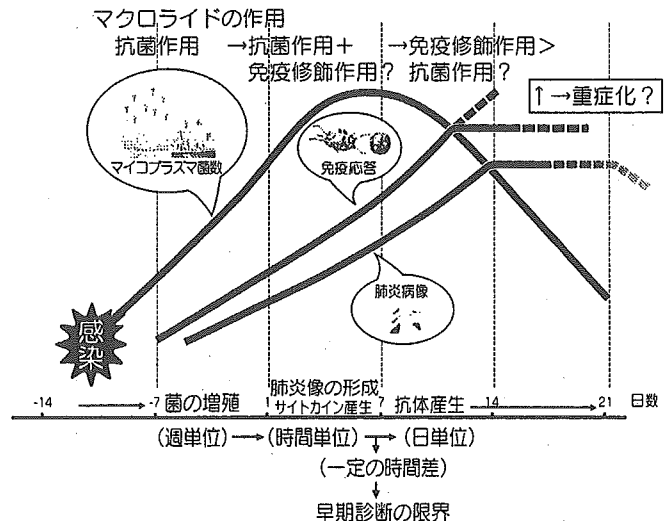 マクロライドの作用
抗菌作用 →抗菌作用+ →免疫修飾作用>
免疫修飾作用? 抗菌作用?
↑→重症化?
マイコプラズマ菌数
免疫応答
肺炎病像
感染
-14 -7 1 7 14 21 日数
→菌の増殖 肺炎像の形成 抗体産生→
サイトカイン産生
(週単位)→(時間単位)→(日単位)
(一定の時間差)
↓
早期診断の限界